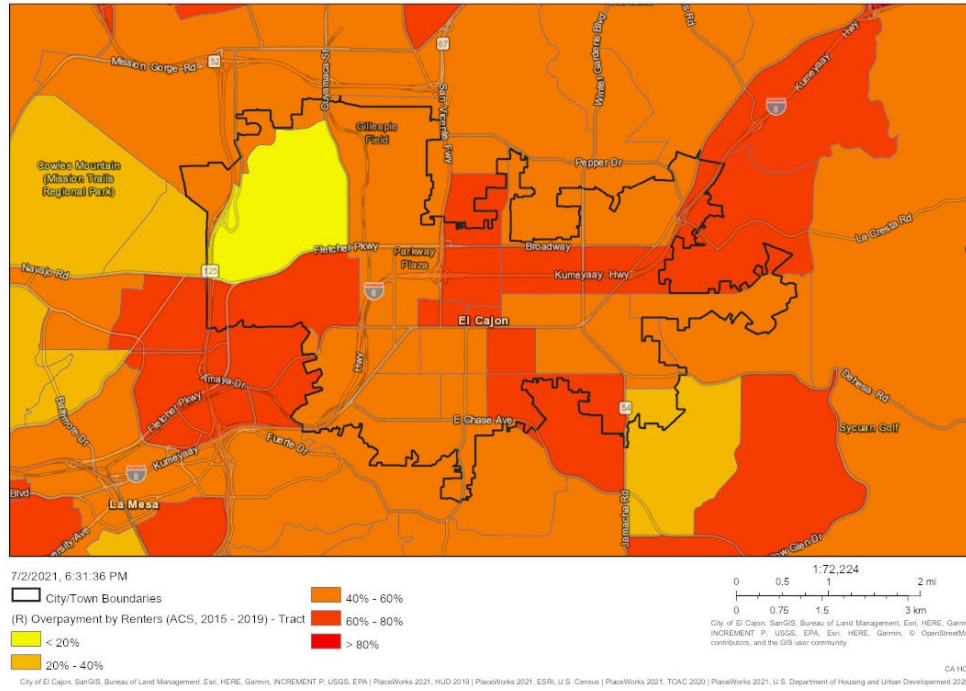 Mission Gorge Rd
52
Cuyamaca St
67
San Vicente Fwy
Winter Gardens Blvd
Kumeyaay Hwy
8
Gillespie
Field
Cowles Mountain
(Mission Trails
Regional Park)
Pepper Dr
La Cresta Rd
Fletcher Pkwy
Parkway
Plaza
Broadway
Navajo Rd
125
Kumeyaay Hwy
8
El Cajon
Hwy
Amaya Dr
Fletcher Pkwy
Baltimore Dr
E Chase Ave
54
Dehesa Rd
Sycuan Golf
Fuerte Dr
Kumeyaay
8
Blvd
La Mesa
Jamacha Rd
7/2/2021, 6:31:36 PM
City/Town Boundaries
(R) Overpayment by Renters (ACS, 2015 - 2019) - Tract
< 20%
20% - 40%
40% - 60%
60% - 80%
> 80%
1:72,224
0 0.5 1 2 mi
0 0.75 1.5 3 km
City of El Cajon, SanGIS, Bureau of Land Management, Esri, HERE, Garmin,
INCREMENT P, USGS, EPA, Esri, HERE, Garmin, © OpenStreetM
contributors, and the GIS user community
CA HC
City of El Cajon, SanGIS, Bureau of Land Management, Esri, HERE, Garmin, INCREMENT P, USGS, EPA | PlaceWorks 2021, HUD 2019 | PlaceWorks 2021, ESRI, U.S. Census | PlaceWorks 2021, TCAC 2020 | PlaceWorks 2021, U.S. Department of Housing and Urban Developement 202